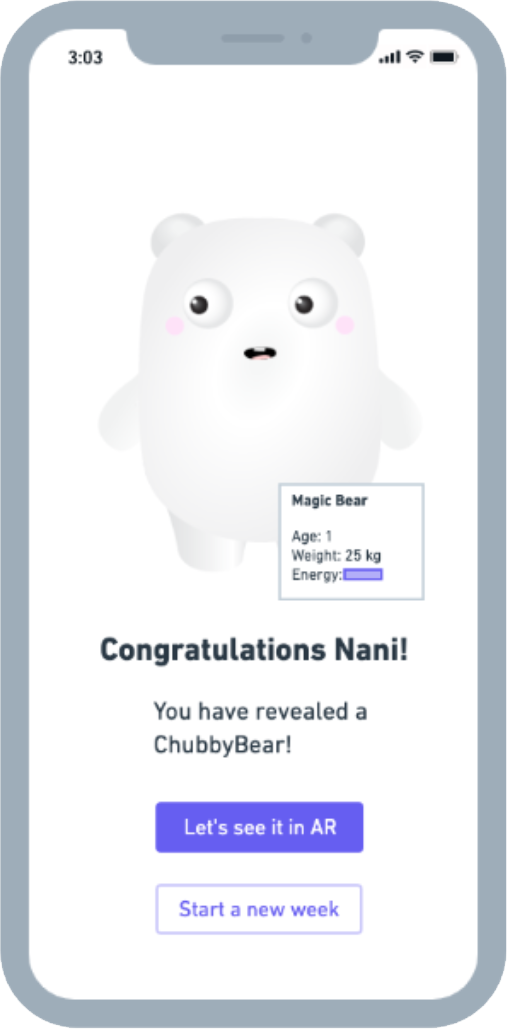 3:03
Magic Bear
Age: 1
Weight: 25 kg
Energy:
Congratulations Nani!
You have revealed a
ChubbyBear!
Let's see it in AR
Start a new week